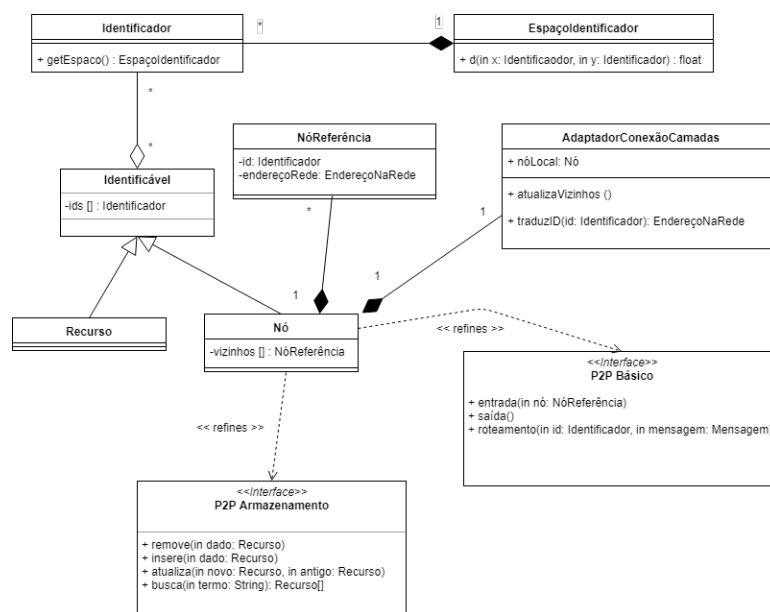 Identificador
+ getEspaco() : EspaçoIdentificador
*
1
EspaçoIdentificador
+ d(in x: Identificaodor, in y: Identificador) : float
*
*
Identificável
-ids [] : Identificador
NóReferência
-id: Identificador
-endereçoRede: EndereçoNaRede
*
1
AdaptadorConexãoCamadas
+ nóLocal: Nó
+ atualizaVizinhos ()
+ traduzID(id: Identificador): EndereçoNaRede
1
1
Recurso
Nó
-vizinhos [] : NóReferência
<< refines >>
<<Interface>>
P2P Básico
+ entrada(in nó: NóReferência)
+ saída()
+ roteamento(in id: Identificador, in mensagem: Mensagem)
<< refines >>
<<Interface>>
P2P Armazenamento
+ remove(in dado: Recurso)
+ insere(in dado: Recurso)
+ atualiza(in novo: Recurso, in antigo: Recurso)
+ busca(in termo: String): Recurso[]